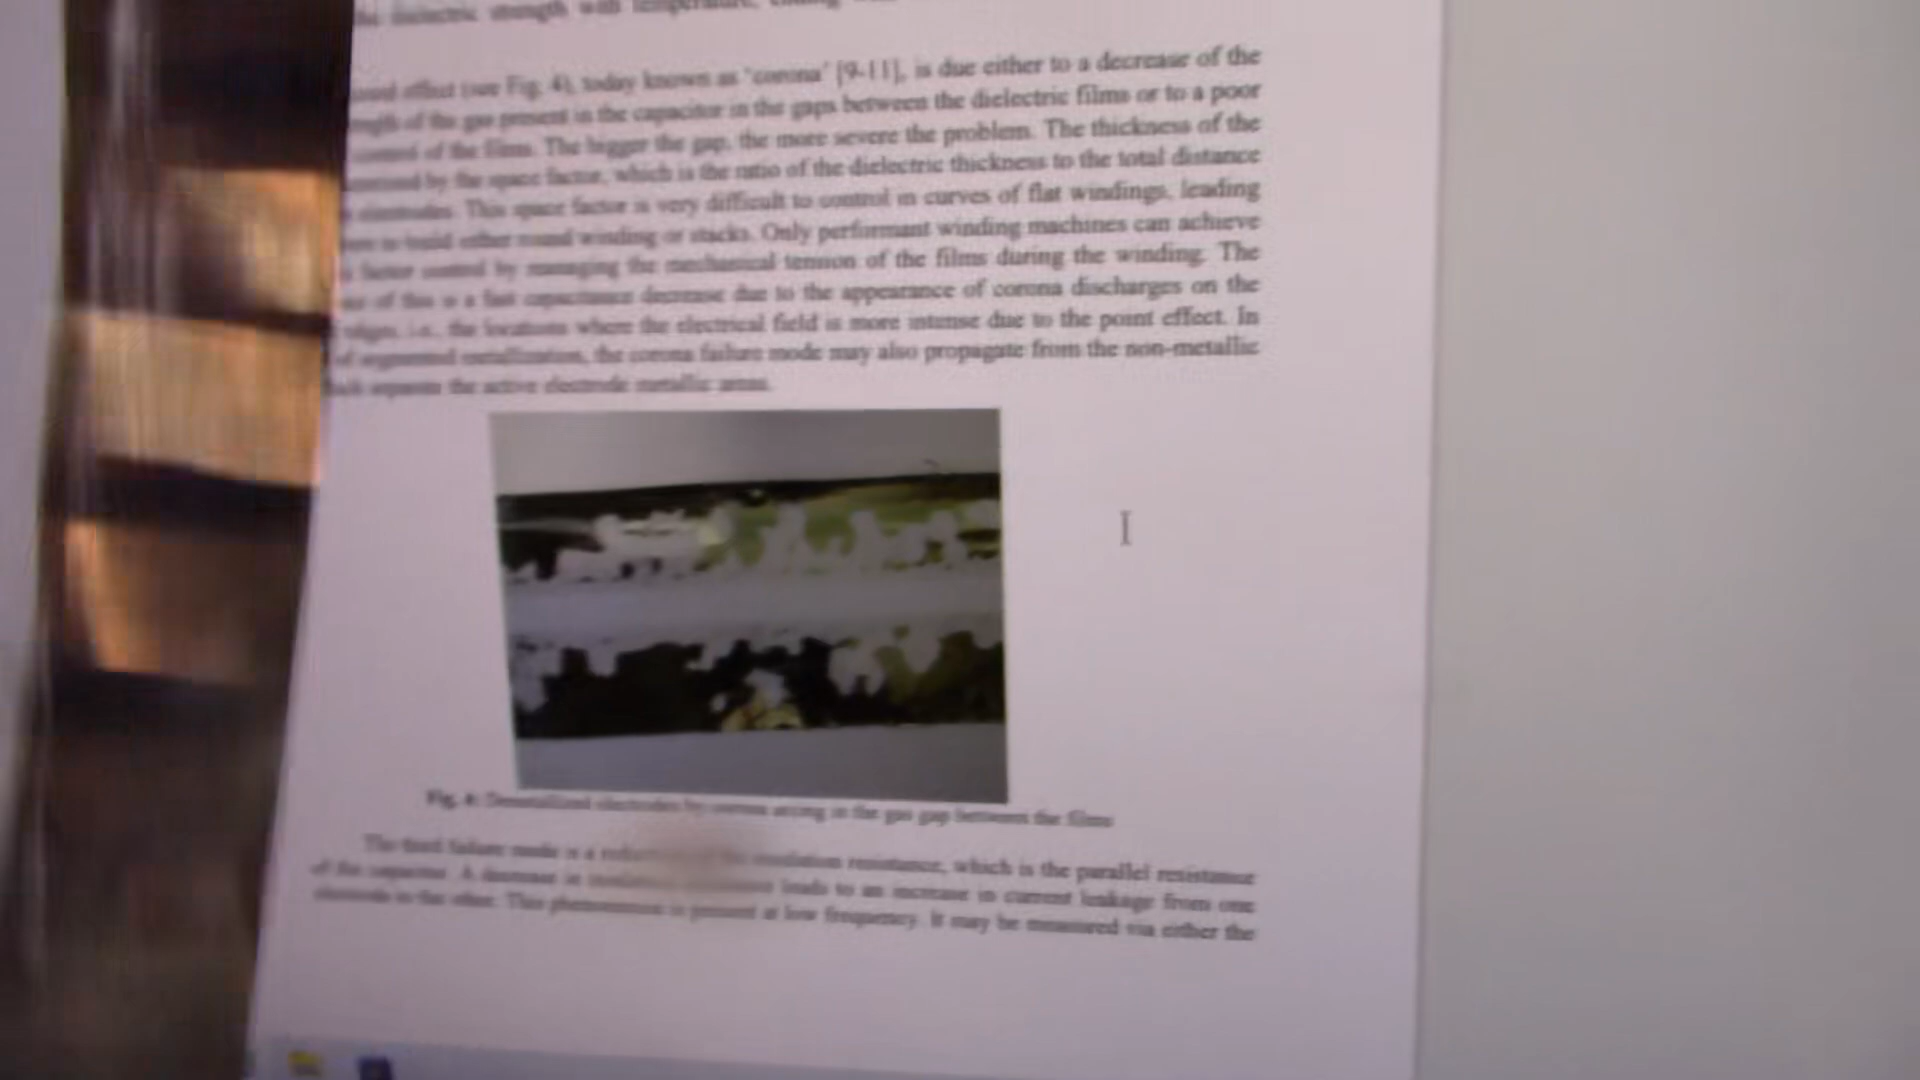 the dielectric strength with temperature,
effect (see Fig. 4), today known as 'corona' [9-11], is due either to a decrease of the
of the gas present in the capacitor in the gaps between the dielectric films or to a poor
control of the films. The bigger the gap, the more severe the problem. The thickness of the
by the space factor, which is the ratio of the dielectric thickness to the total distance
electrodes. This space factor is very difficult to control in curves of flat windings, leading
to build either round winding or stacks. Only performant winding machines can achieve
factor control by managing the mechanical tension of the films during the winding. The
of this is a fast capacitance decrease due to the appearance of corona discharges on the
edges, i.e., the locations where the electrical field is more intense due to the point effect. In
of segmented metallization, the corona failure mode may also propagate from the non-metallic
separate the active electrode metallic areas.
Fig. 4: Demetallized electrodes by corona arcing in the gas gap between the films
The third failure mode is a the insulation resistance, which is the parallel resistance
of the capacitor. A decrease in leads to an increase in current leakage from one
electrode to the other. This phenomenon is present at low frequency. It may be measured via either the